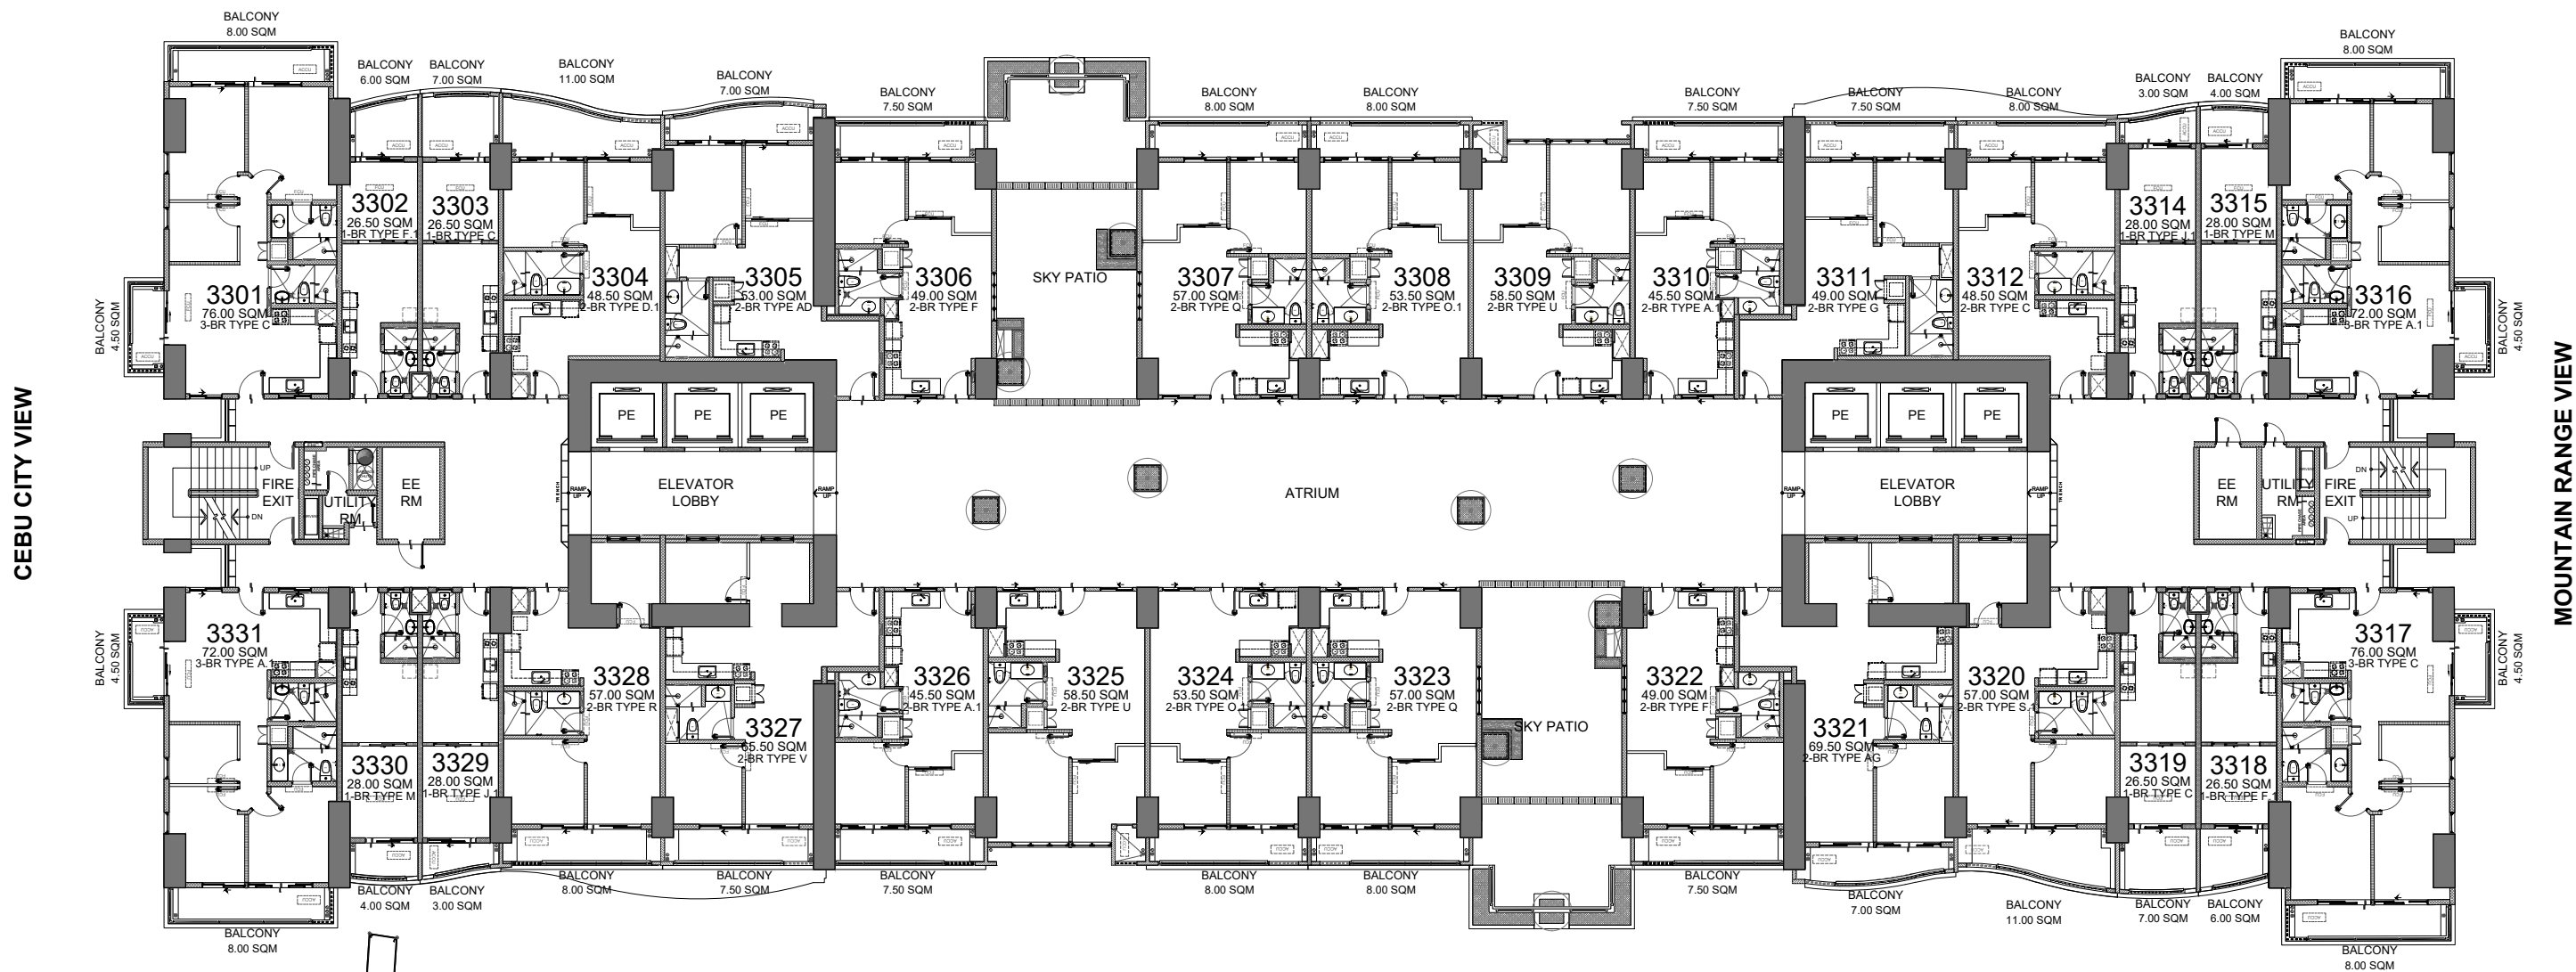 BALCONY
8.00 SQM
BALCONY
6.00 SQM
BALCONY
7.00 SQM
BALCONY
11.00 SQM
BALCONY
7.00 SQM
BALCONY
7.50 SQM
BALCONY
8.00 SQM
BALCONY
8.00 SQM
BALCONY
7.50 SQM
BALCONY
7.50 SQM
BALCONY
8.00 SQM
BALCONY
3.00 SQM
BALCONY
4.00 SQM
BALCONY
8.00 SQM
CEBU CITY VIEW
MOUNTAIN RANGE VIEW
BALCONY
4.50 SQM
3301
76.00 SQM
3-BR TYPE C
3302
26.50 SQM
1-BR TYPE F.1
3303
26.50 SQM
1-BR TYPE C
3304
48.50 SQM
2-BR TYPE D.1
3305
53.00 SQM
2-BR TYPE AD
3306
49.00 SQM
2-BR TYPE F
SKY PATIO
3307
57.00 SQM
2-BR TYPE Q
3308
53.50 SQM
2-BR TYPE O.1
3309
58.50 SQM
2-BR TYPE U
3310
45.50 SQM
2-BR TYPE A.1
3311
49.00 SQM
2-BR TYPE G
3312
48.50 SQM
2-BR TYPE C
3314
28.00 SQM
1-BR TYPE J.1
3315
28.00 SQM
1-BR TYPE M
3316
72.00 SQM
3-BR TYPE A.1
BALCONY
4.50 SQM
PE
PE
PE
PE
PE
PE
UP
FIRE
EXIT
DN
UTILITY
RM
EE
RM
TRENCH
RAMP
UP
ELEVATOR
LOBBY
RAMP
UP
ATRIUM
RAMP
UP
ELEVATOR
LOBBY
RAMP
UP
TRENCH
EE
RM
UTILITY
RM
FIRE
EXIT
DN
UP
BALCONY
4.50 SQM
3331
72.00 SQM
3-BR TYPE A.1
3330
28.00 SQM
1-BR TYPE M
3329
28.00 SQM
1-BR TYPE J.1
3328
57.00 SQM
2-BR TYPE R
3327
65.50 SQM
2-BR TYPE V
3326
45.50 SQM
2-BR TYPE A.1
3325
58.50 SQM
2-BR TYPE U
3324
53.50 SQM
2-BR TYPE O.1
3323
57.00 SQM
2-BR TYPE Q
SKY PATIO
3322
49.00 SQM
2-BR TYPE F
3321
69.50 SQM
2-BR TYPE AG
3320
57.00 SQM
2-BR TYPE S.1
3319
26.50 SQM
1-BR TYPE C
3318
26.50 SQM
1-BR TYPE F.1
3317
76.00 SQM
3-BR TYPE C
BALCONY
4.50 SQM
BALCONY
8.00 SQM
BALCONY
4.00 SQM
BALCONY
3.00 SQM
BALCONY
8.00 SQM
BALCONY
7.50 SQM
BALCONY
7.50 SQM
BALCONY
8.00 SQM
BALCONY
8.00 SQM
BALCONY
7.50 SQM
BALCONY
7.00 SQM
BALCONY
11.00 SQM
BALCONY
7.00 SQM
BALCONY
6.00 SQM
BALCONY
8.00 SQM